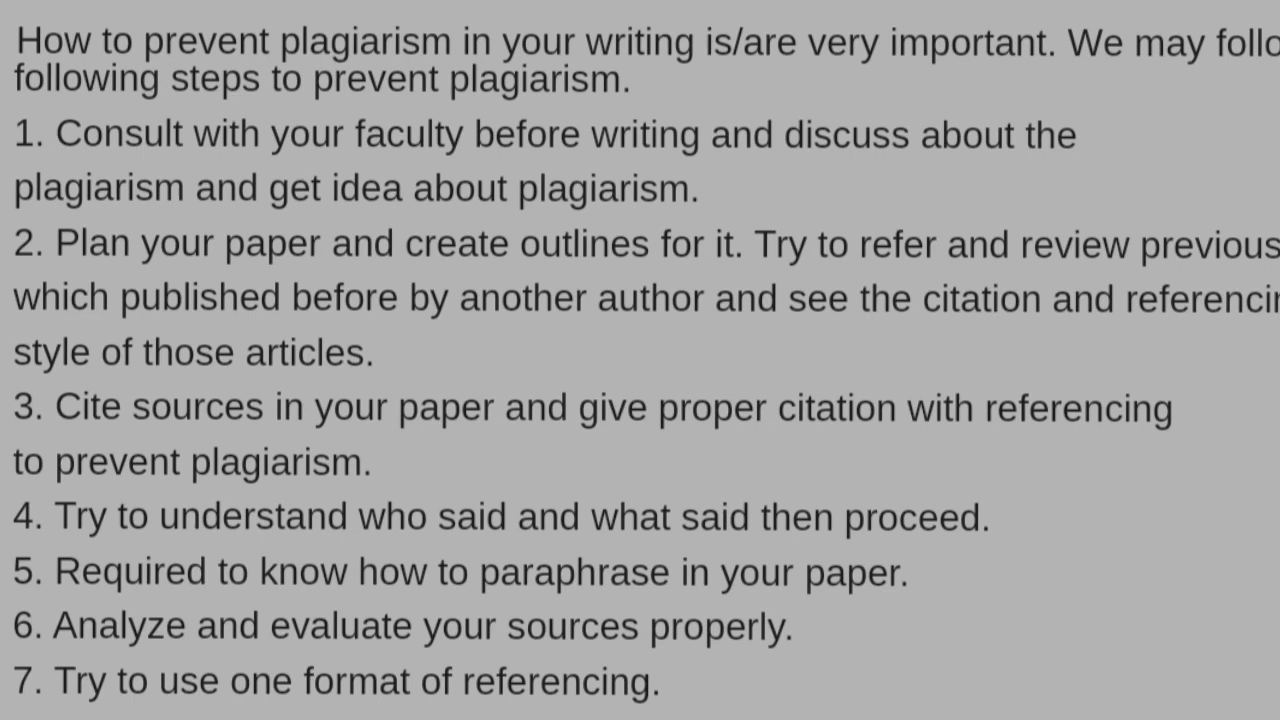 How to prevent plagiarism in your writing is/are very important. We may
following steps to prevent plagiarism.
1. Consult with your faculty before writing and discuss about the
plagiarism and get idea about plagiarism.
2. Plan your paper and create outlines for it. Try to refer and review previous
which published before by another author and see the citation and
style of those articles.
3. Cite sources in your paper and give proper citation with referencing
to prevent plagiarism.
4. Try to understand who said and what said then proceed.
5. Required to know how to paraphrase in your paper.
6. Analyze and evaluate your sources properly.
7. Try to use one format of referencing.